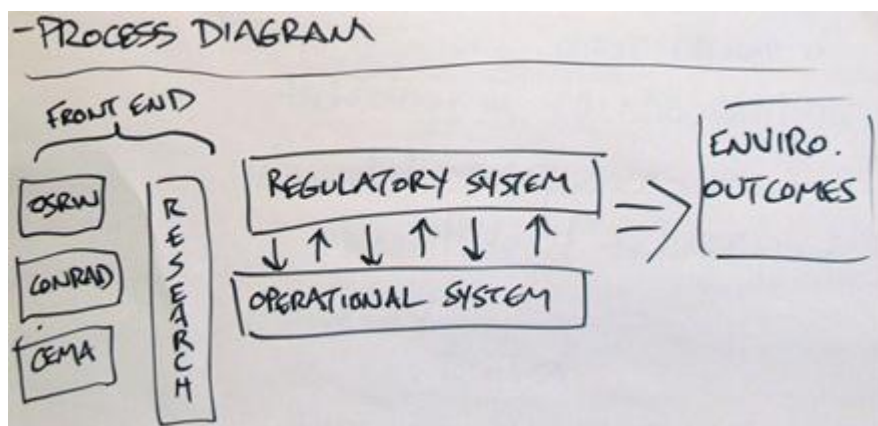 - PROCESS DIAGRAM
FRONT END
OSRW
CONRAD
CEMA
RESEARCH
REGULATORY SYSTEM
OPERATIONAL SYSTEM
ENVIRO.
OUTCOMES